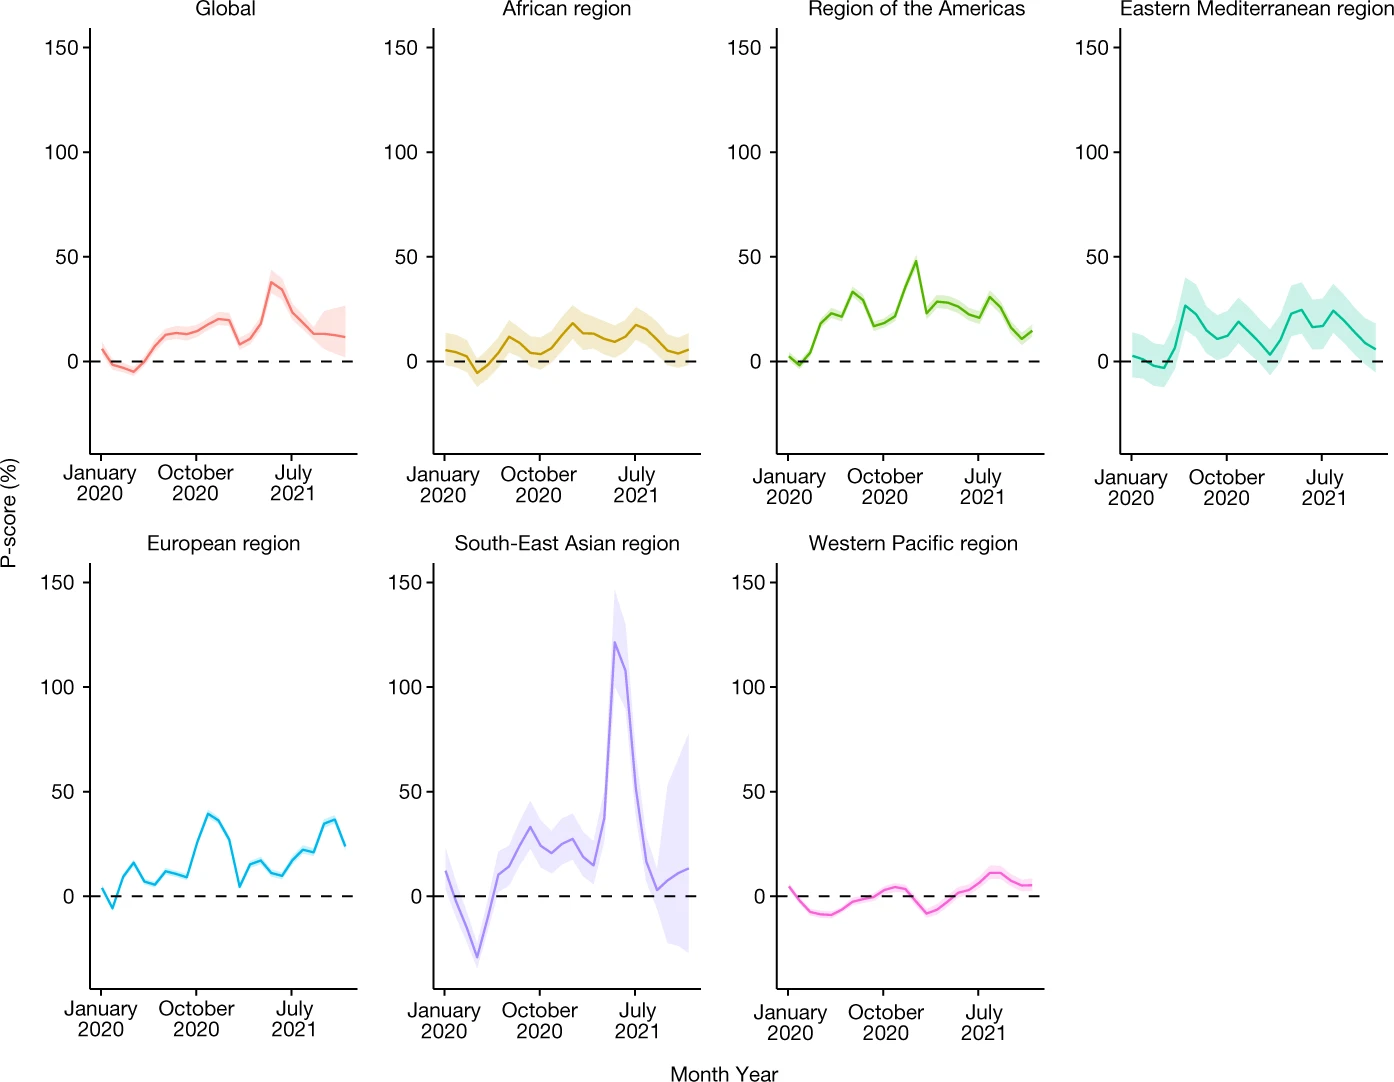 Global
African region
Region of the Americas
Eastern Mediterranean region
150
100
50
0
150
100
50
0
150
100
50
0
150
100
50
0
January
2020
October
2020
July
2021
January
2020
October
2020
July
2021
January
2020
October
2020
July
2021
January
2020
October
2020
July
2021
P-score (%)
European region
South-East Asian region
Western Pacific region
150
100
50
0
150
100
50
0
150
100
50
0
January
2020
October
2020
July
2021
January
2020
October
2020
July
2021
January
2020
October
2020
July
2021
Month Year